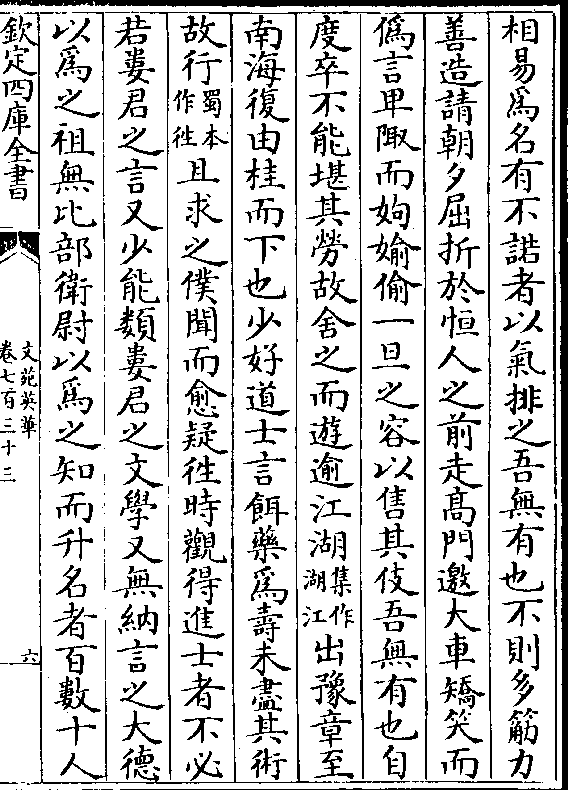 相易爲名有不諾者以氣排之吾無有也不則多筋力
善造請朝夕屈折於恒人之前走髙門邀大車矯笑而
僞言卑陬而姁婾偷一旦之容以售其伎吾無有也自
度卒不能堪其勞故舍之而遊逾江湖集作湖江出豫章至
南海復由桂而下也少好道士言餌藥爲壽未盡其術
故行蜀本作徃且求之僕聞而愈疑徃時觀得進士者不必
若婁君之言又少能類婁君之文學又無納言之大德
以爲之祖無比部衛尉以爲之知而升名者百數十人
欽定四庫全書
文苑英華
卷七百三十三
六